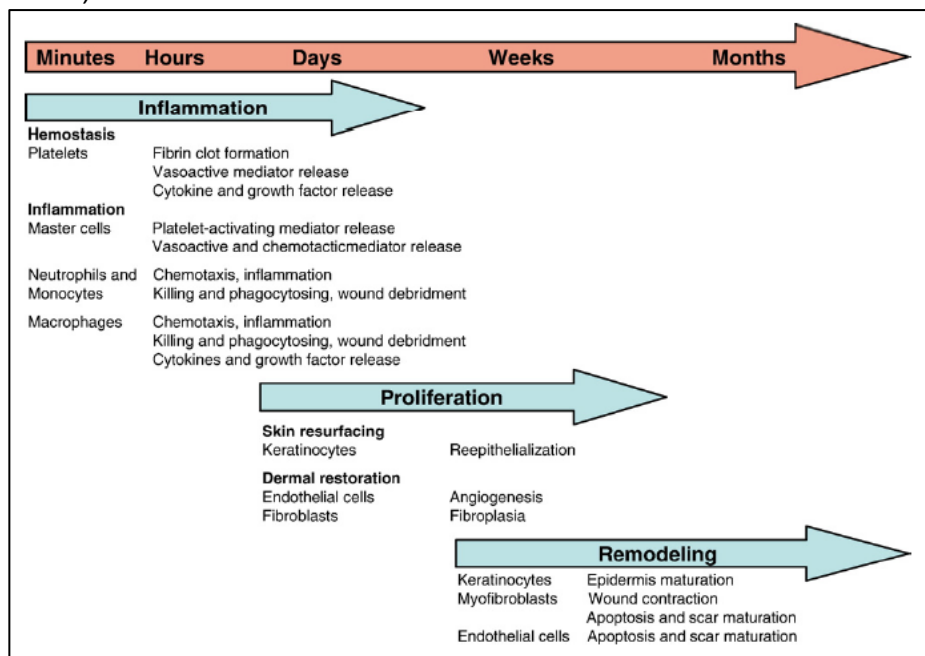 Minutes Hours Days Weeks Months
Inflammation
Hemostasis
Platelets Fibrin clot formation
Vasoactive mediator release
Cytokine and growth factor release
Inflammation
Master cells Platelet-activating mediator release
Vasoactive and chemotacticmediator release
Neutrophils and Chemotaxis, inflammation
Monocytes Killing and phagocytosing, wound debridment
Macrophages Chemotaxis, inflammation
Killing and phagocytosing, wound debridment
Cytokines and growth factor release
Proliferation
Skin resurfacing
Keratinocytes Reepithelialization
Dermal restoration
Endothelial cells Angiogenesis
Fibroblasts Fibroplasia
Remodeling
Keratinocytes Epidermis maturation
Myofibroblasts Wound contraction
Apoptosis and scar maturation
Endothelial cells Apoptosis and scar maturation